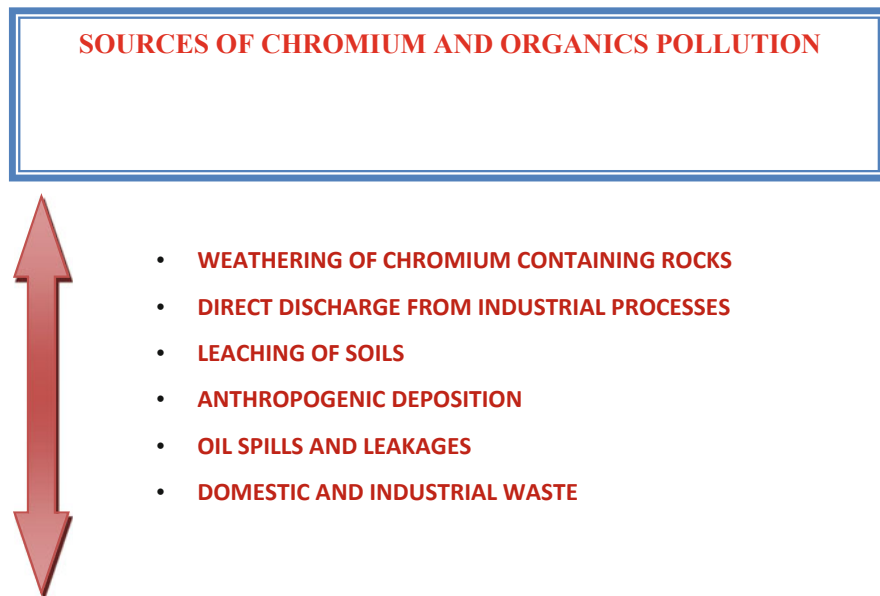 SOURCES OF CHROMIUM AND ORGANICS POLLUTION
• WEATHERING OF CHROMIUM CONTAINING ROCKS
• DIRECT DISCHARGE FROM INDUSTRIAL PROCESSES
• LEACHING OF SOILS
• ANTHROPOGENIC DEPOSITION
• OIL SPILLS AND LEAKAGES
• DOMESTIC AND INDUSTRIAL WASTE